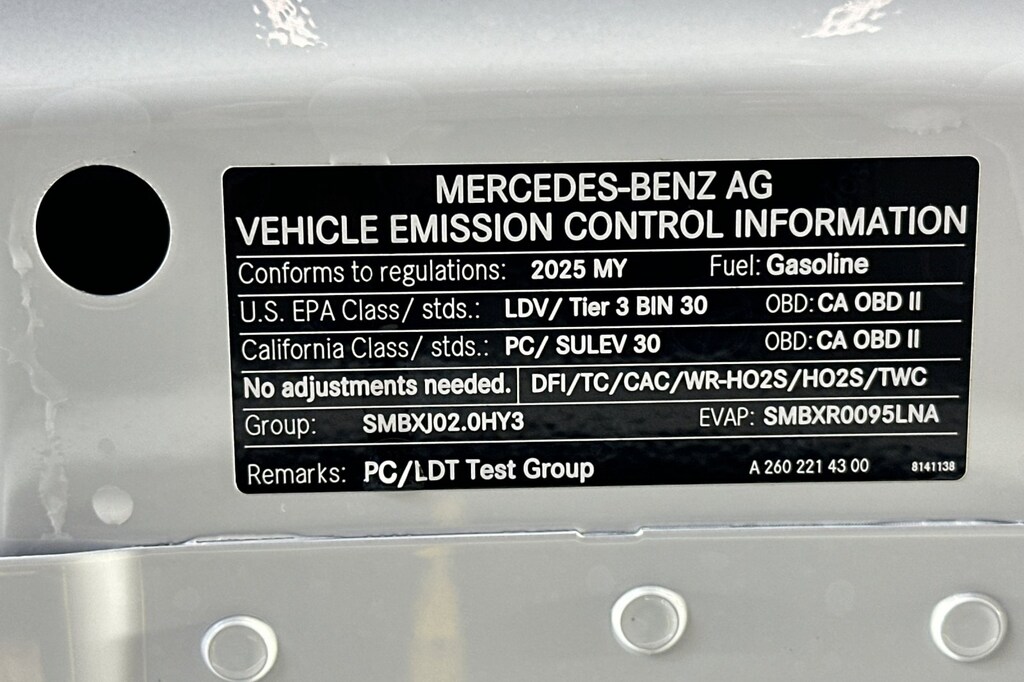 MERCEDES-BENZ AG
VEHICLE EMISSION CONTROL INFORMATION
Conforms to regulations: 2025 MY Fuel: Gasoline
U.S. EPA Class/ stds.: LDV/ Tier 3 BIN 30 OBD: CA OBD II
California Class/ stds.: PC/ SULEV 30 OBD: CA OBD II
No adjustments needed. DFI/TC/CAC/WR-HO2S/HO2S/TWC
Group: SMBXJ02.0HY3 EVAP: SMBXR0095LNA
Remarks: PC/LDT Test Group A 260 221 43 00 8141138